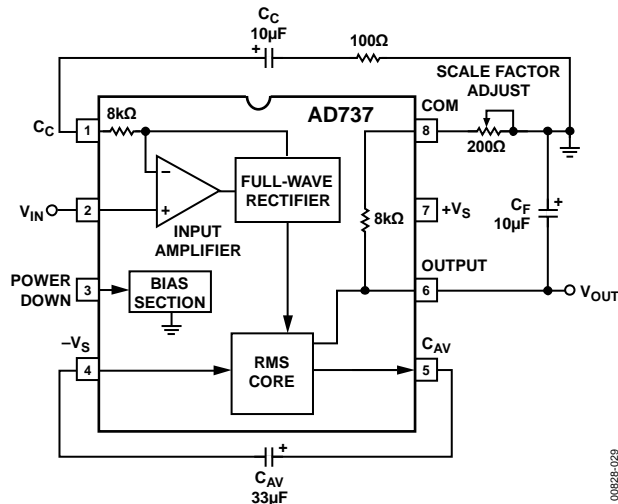 C_C
10µF
+
100Ω
SCALE FACTOR
ADJUST
AD737
8kΩ
COM
C_C 1
8
200Ω
−
+
INPUT
AMPLIFIER
FULL-WAVE
RECTIFIER
8kΩ
V_IN 2
7 +V_S
C_F
10µF
+
POWER
DOWN 3
BIAS
SECTION
OUTPUT
6
V_OUT
−V_S
4
RMS
CORE
C_AV
5
+
C_AV
33µF
00828-029